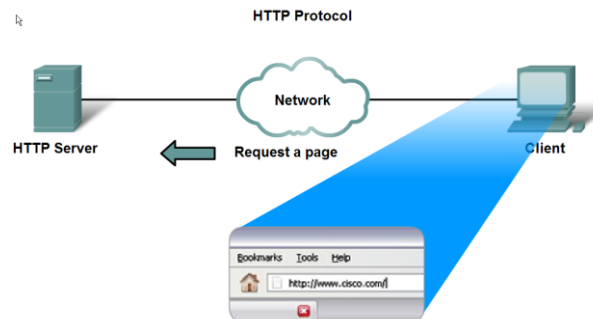 HTTP Protocol
Network
HTTP Server
Request a page
Client
Bookmarks Tools Help
http://www.cisco.com/